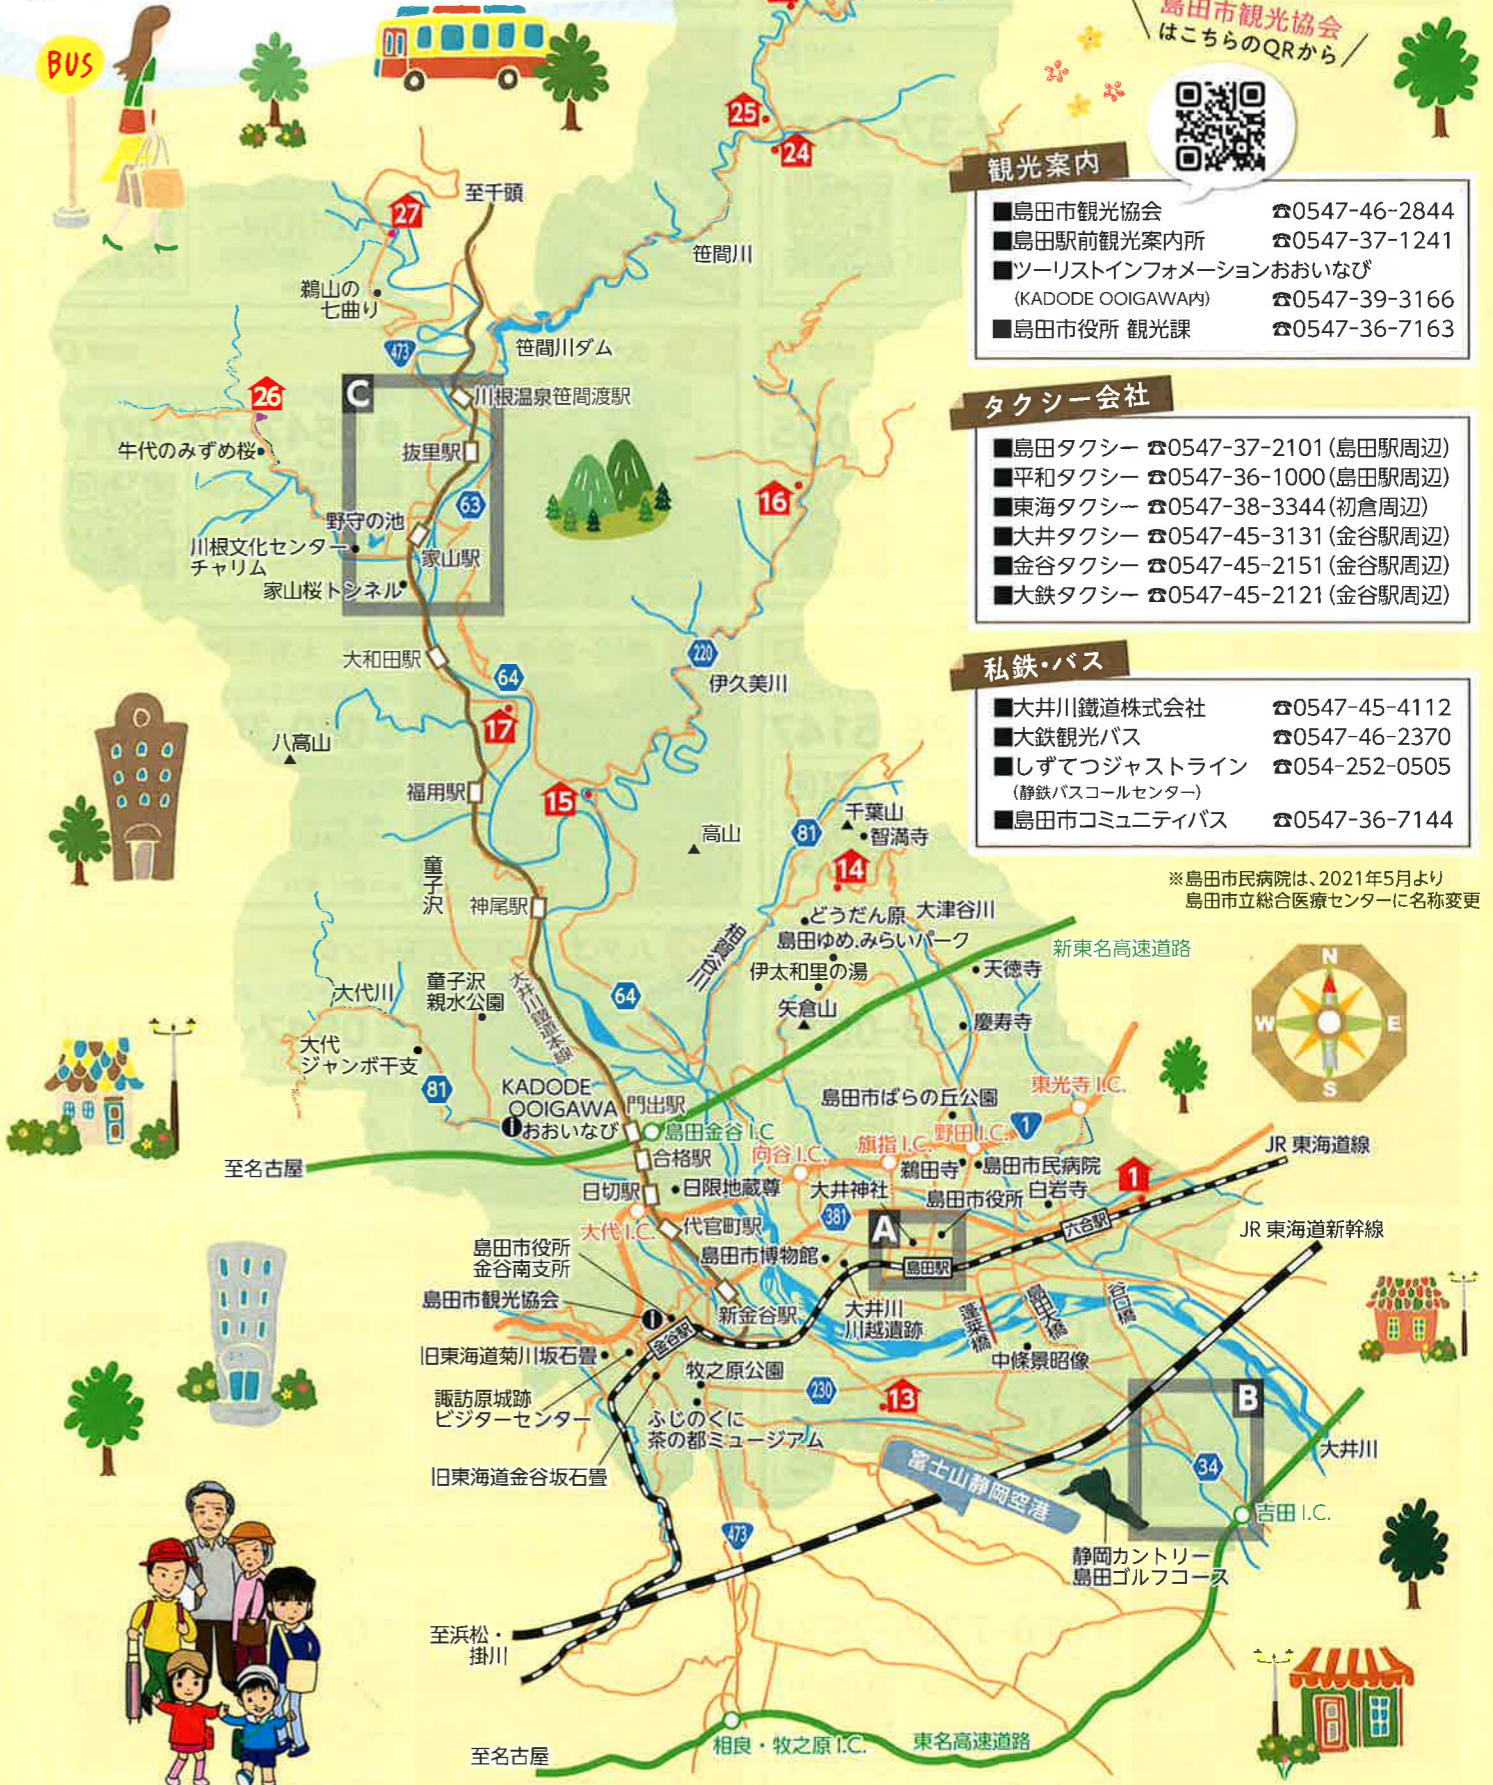 BUS
島田市観光協会
はこちらのQRから
観光案内
■島田市観光協会 ☎0547-46-2844
■島田駅前観光案内所 ☎0547-37-1241
■ツーリストインフォメーションおおいなび
(KADODE OOIGAWA内) ☎0547-39-3166
■島田市役所 観光課 ☎0547-36-7163
タクシー会社
■島田タクシー ☎0547-37-2101(島田駅周辺)
■平和タクシー ☎0547-36-1000(島田駅周辺)
■東海タクシー ☎0547-38-3344(初倉周辺)
■大井タクシー ☎0547-45-3131(金谷駅周辺)
■金谷タクシー ☎0547-45-2151(金谷駅周辺)
■大鉄タクシー ☎0547-45-2121(金谷駅周辺)
私鉄・バス
■大井川鐵道株式会社 ☎0547-45-4112
■大鉄観光バス ☎0547-46-2370
■しずてつジャストライン ☎054-252-0505
(静鉄バスコールセンター)
■島田市コミュニティバス ☎0547-36-7144
※島田市民病院は、2021年5月より
島田市立総合医療センターに名称変更
N
W
E
S
25
24
27
至千頭
笹間川
鵜山の
七曲り
473
笹間川ダム
26
C
川根温泉笹間渡駅
牛代のみずめ桜
抜里駅
63
16
野守の池
川根文化センター
チャリム
家山駅
家山桜トンネル
大和田駅
64
220
伊久美川
17
八高山
福用駅
15
高山
81
千葉山
智満寺
14
童子沢
神尾駅
どうだん原
大津谷川
島田ゆめ・みらいパーク
相賀谷川
伊太和里の湯
新東名高速道路
天徳寺
大代川
童子沢
親水公園
大井川鐵道本線
64
矢倉山
慶寿寺
大代
ジャンボ干支
81
KADODE
OOIGAWA
おおいなび
門出駅
島田金谷I.C
島田市ばらの丘公園
東光寺I.C.
野田I.C.
1
旗指I.C.
向谷I.C.
JR 東海道線
至名古屋
合格駅
鵜田寺
島田市民病院
1
日切駅
日限地蔵尊
大井神社
島田市役所
白岩寺
大代I.C.
代官町駅
381
A
六合駅
島田市役所
金谷南支所
島田市博物館
島田駅
JR 東海道新幹線
島田市観光協会
新金谷駅
大井川
川越遺跡
蓬莱橋
島田大橋
谷口橋
金谷駅
旧東海道菊川坂石畳
牧之原公園
中條景昭像
諏訪原城跡
ビジターセンター
230
13
B
ふじのくに
茶の都ミュージアム
大井川
旧東海道金谷坂石畳
富士山静岡空港
34
473
吉田I.C.
静岡カントリー
島田ゴルフコース
至浜松・
掛川
相良・牧之原I.C.
東名高速道路
至名古屋